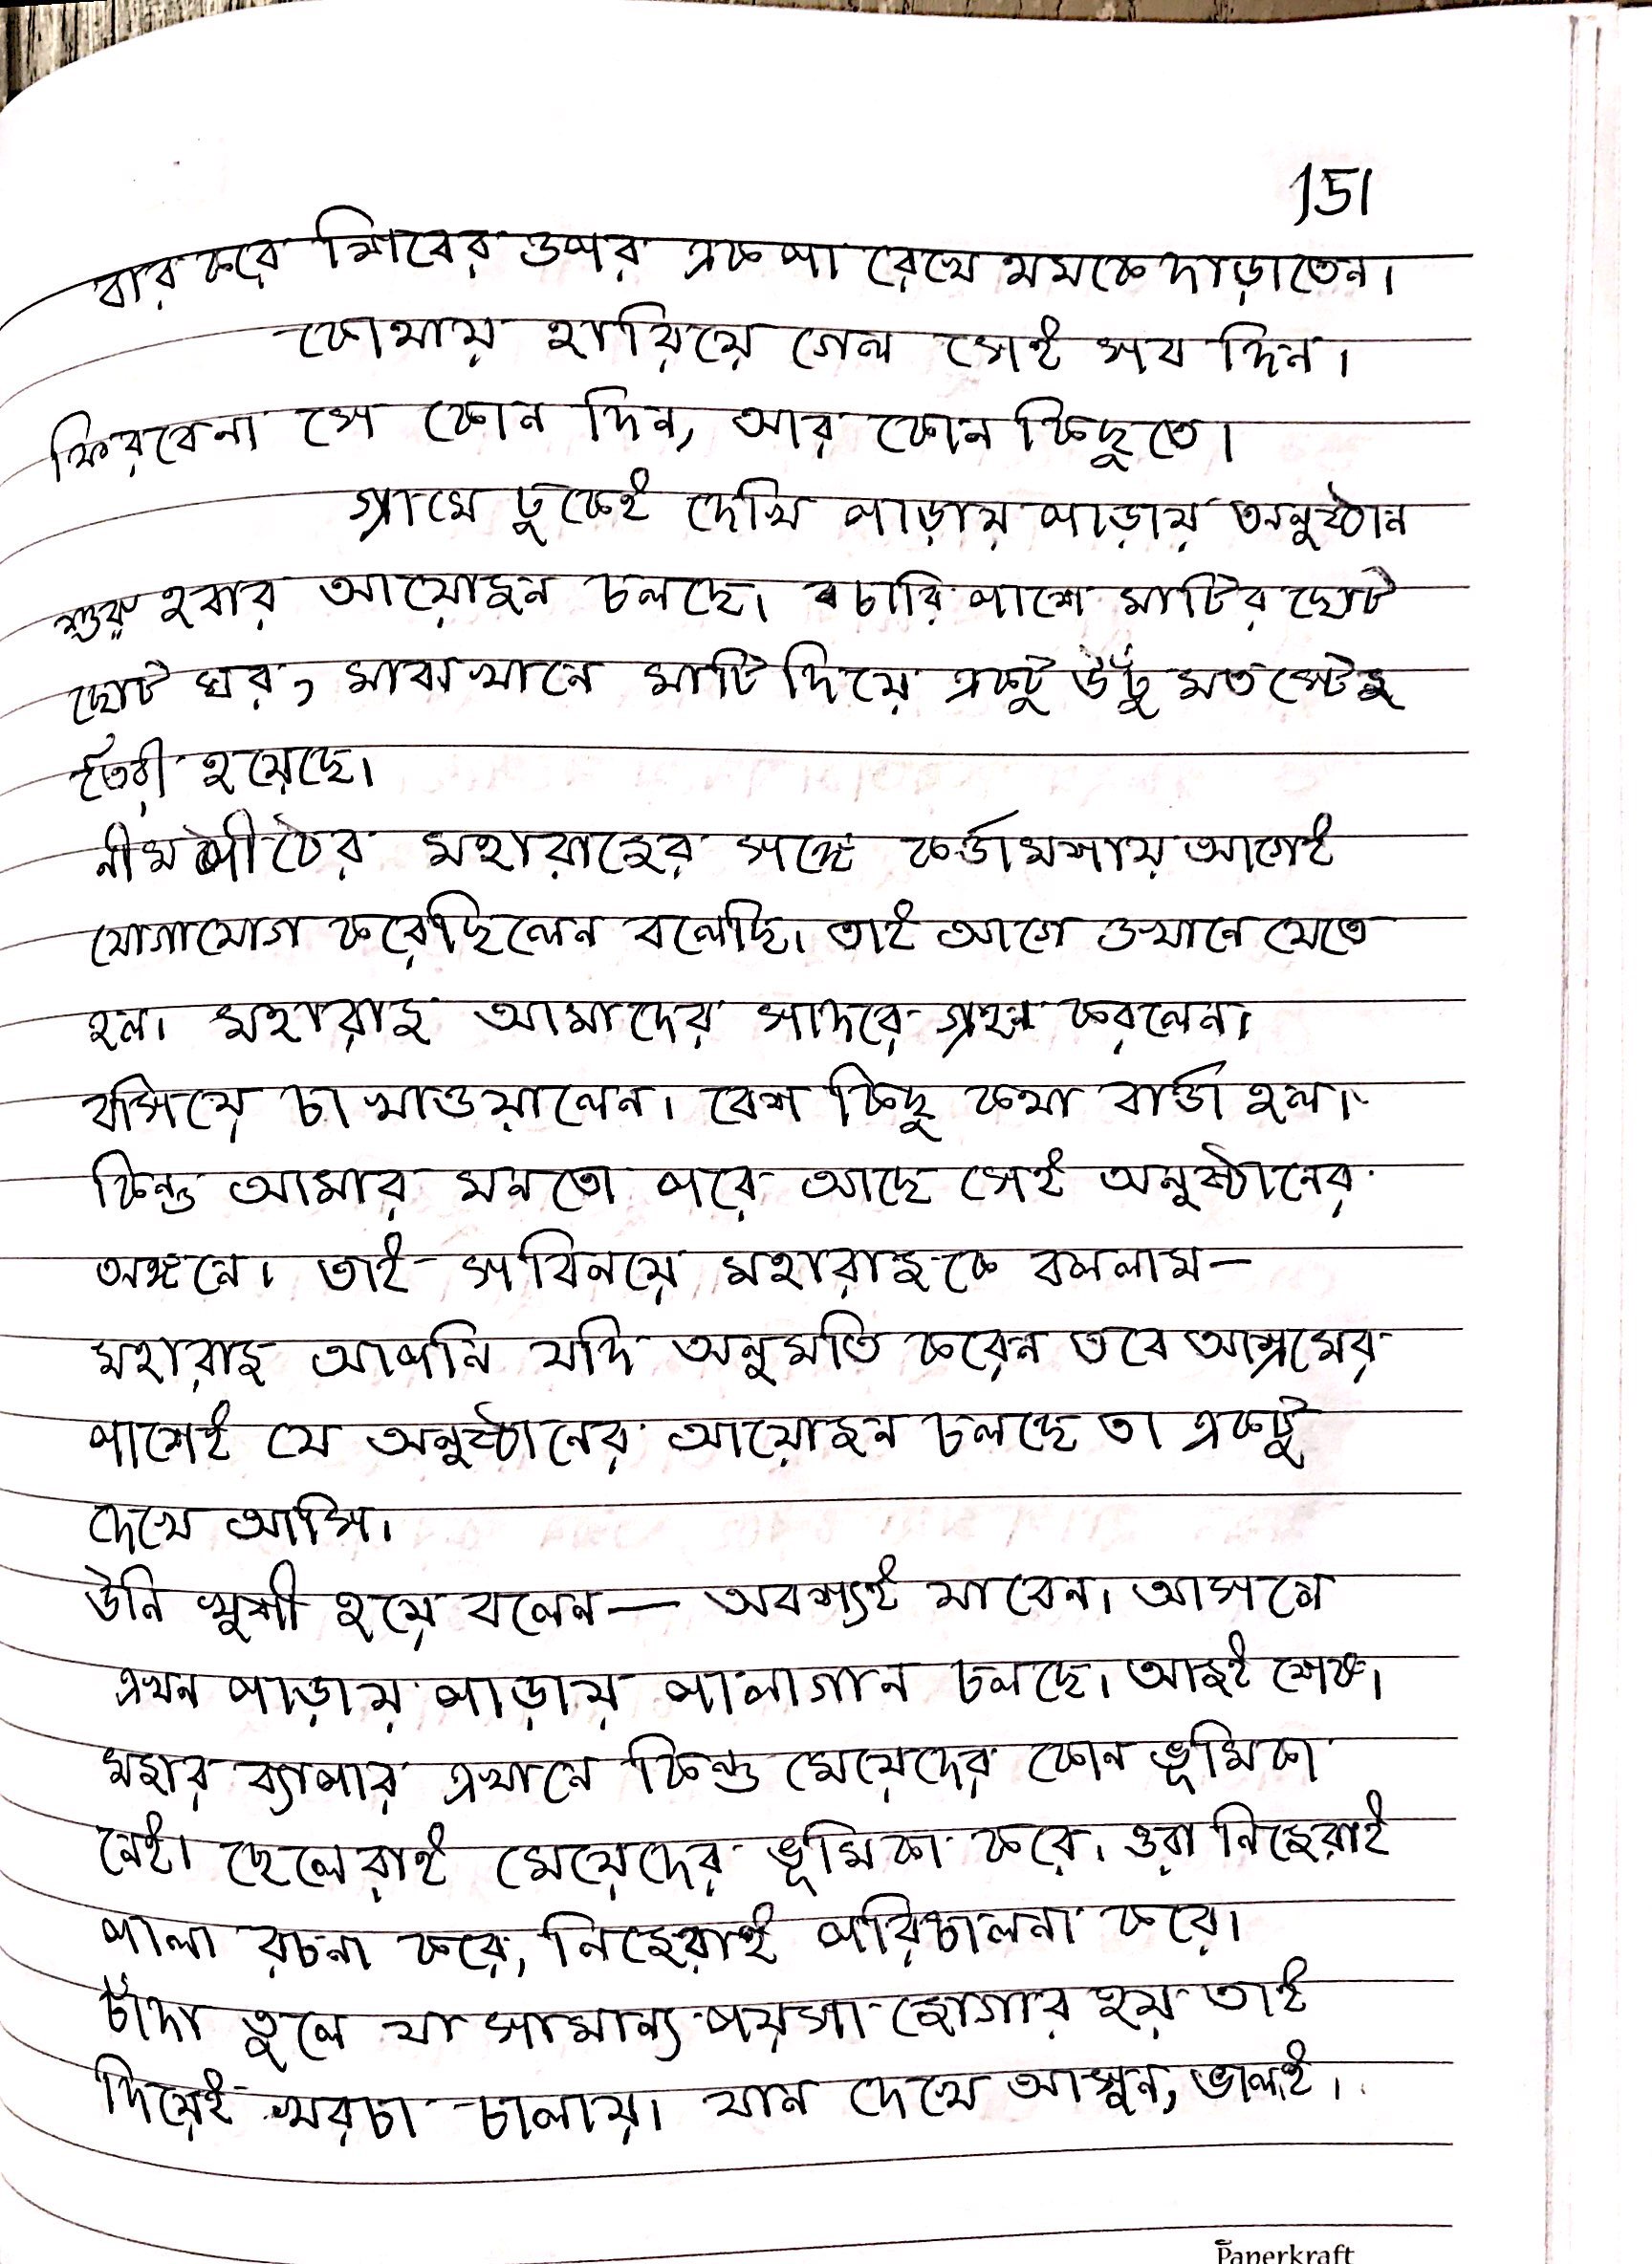 151
বার করে শিবের ওপর একপা রেখে থমকে দাড়াতেন।
কোথায় হারিয়ে গেল সেই সব দিন।
ফিরবেনা সে কোন দিন, আর কোন কিছুতে।
গ্রামে ঢুকেই দেখি পাড়ায় পাড়ায় অনুষ্ঠান
শুরু হবার আয়োজন চলছে। চারি পাশে মাটির ছোট
ছোট ঘর, মাঝখানে মাটি দিয়ে একটু উঁচু মত স্টেজ
তৈরী হয়েছে।
নীমপীঠের মহারাজের সঙ্গে কর্তামশায় আগেই
যোগাযোগ করেছিলেন বলেছি। তাই আগে ওখানে যেতে
হল। মহারাজ আমাদের সাদরে গ্রহন করলেন।
বসিয়ে চা খাওয়ালেন। বেশ কিছু কথা বার্তা হল।
কিন্তু আমার মনতো পরে আছে সেই অনুষ্ঠানের
অঙ্গনে। তাই সবিনয়ে মহারাজকে বললাম—
মহারাজ আপনি যদি অনুমতি করেন তবে আশ্রমের
পাশেই যে অনুষ্ঠানের আয়োজন চলছে তা একটু
দেখে আসি।
উনি খুশী হয়ে বলেন— অবশ্যই যাবেন। আসলে
এখন পাড়ায় পাড়ায় পালাগান চলছে। আজই শেষ।
মজার ব্যাপার এখানে কিন্তু মেয়েদের কোন ভূমিকা
নেই। ছেলেরাই মেয়েদের ভূমিকা করে। ওরা নিজেরাই
পালা রচনা করে, নিজেরাই পরিচালনা করে।
চাঁদা তুলে যা সামান্য পয়সা জোগার হয় তাই
দিয়েই খরচা চালায়। যান দেখে আসুন, ভালই।
Paperkraft